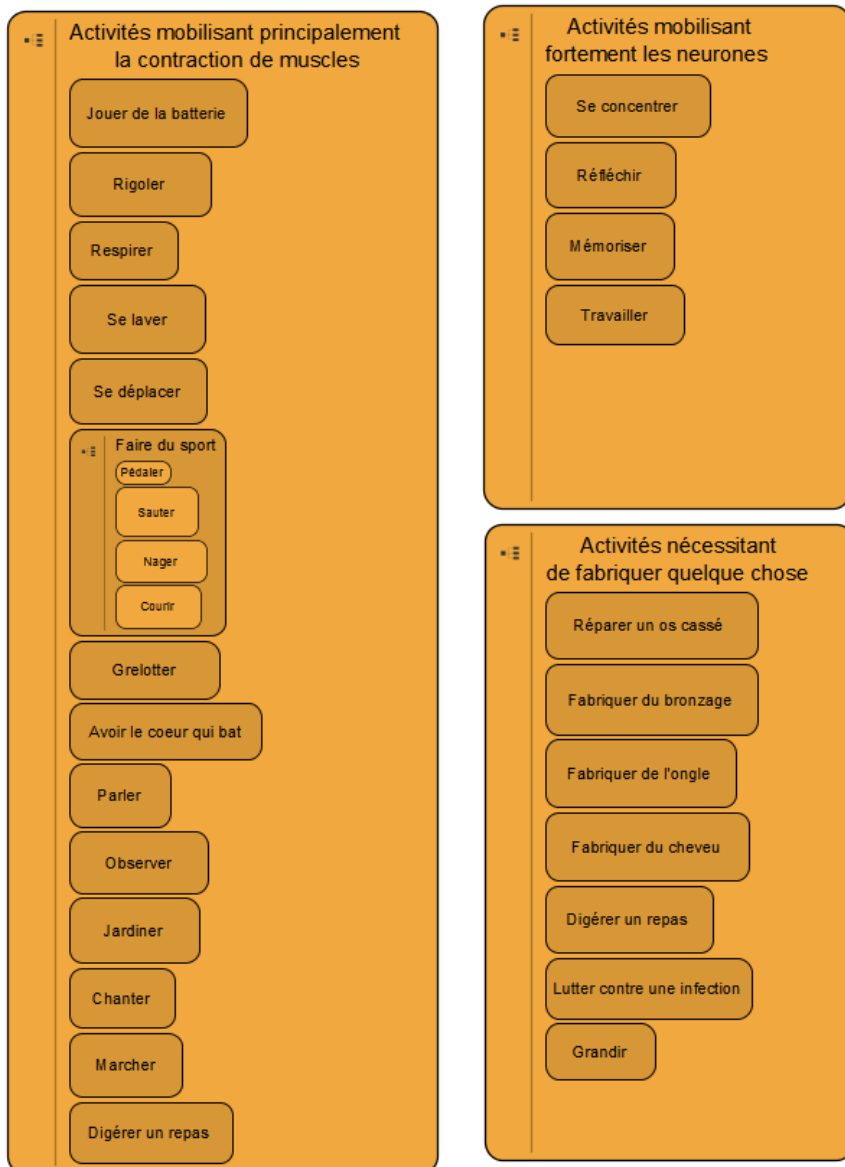 Activités mobilisant principalement
la contraction de muscles
Jouer de la batterie
Rigoler
Respirer
Se laver
Se déplacer
Faire du sport
Pédaler
Sauter
Nager
Courir
Grelotter
Avoir le coeur qui bat
Parler
Observer
Jardiner
Chanter
Marcher
Digérer un repas
Activités mobilisant
fortement les neurones
Se concentrer
Réfléchir
Mémoriser
Travailler
Activités nécessitant
de fabriquer quelque chose
Réparer un os cassé
Fabriquer du bronzage
Fabriquer de l'ongle
Fabriquer du cheveu
Digérer un repas
Lutter contre une infection
Grandir